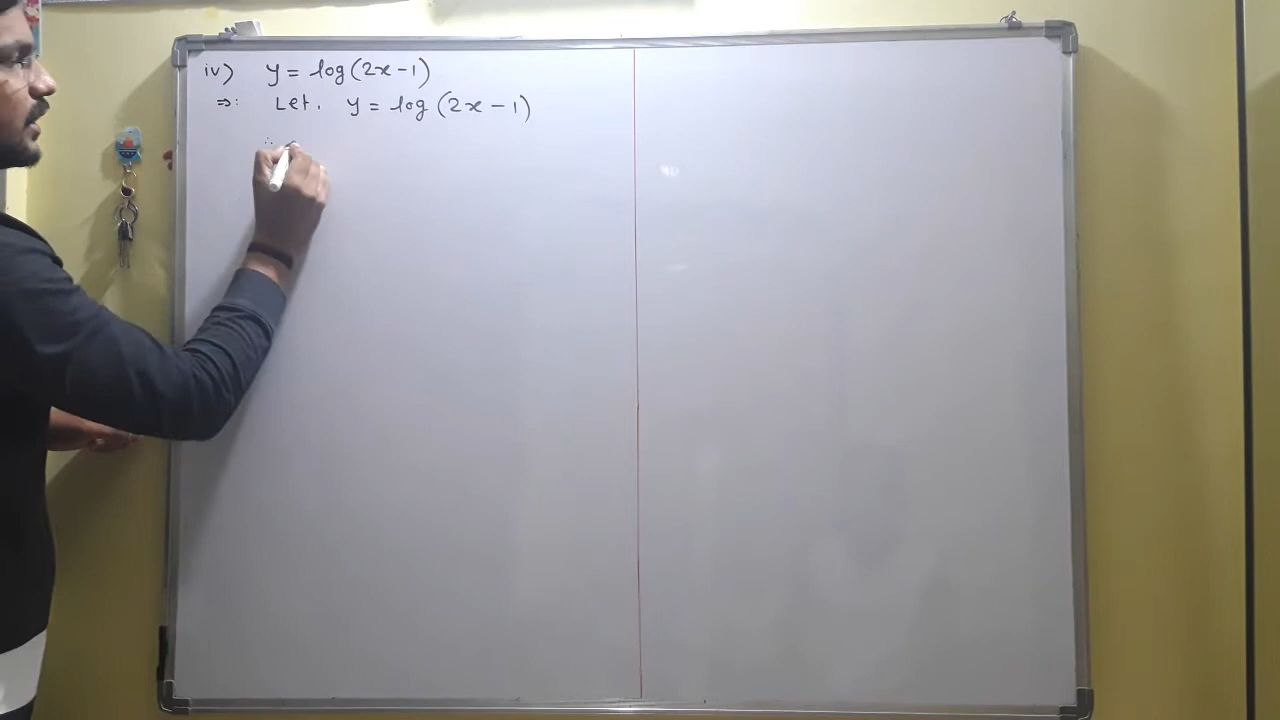 iv) y = log(2x-1)
⇒: Let. y = log(2x-1)
∴